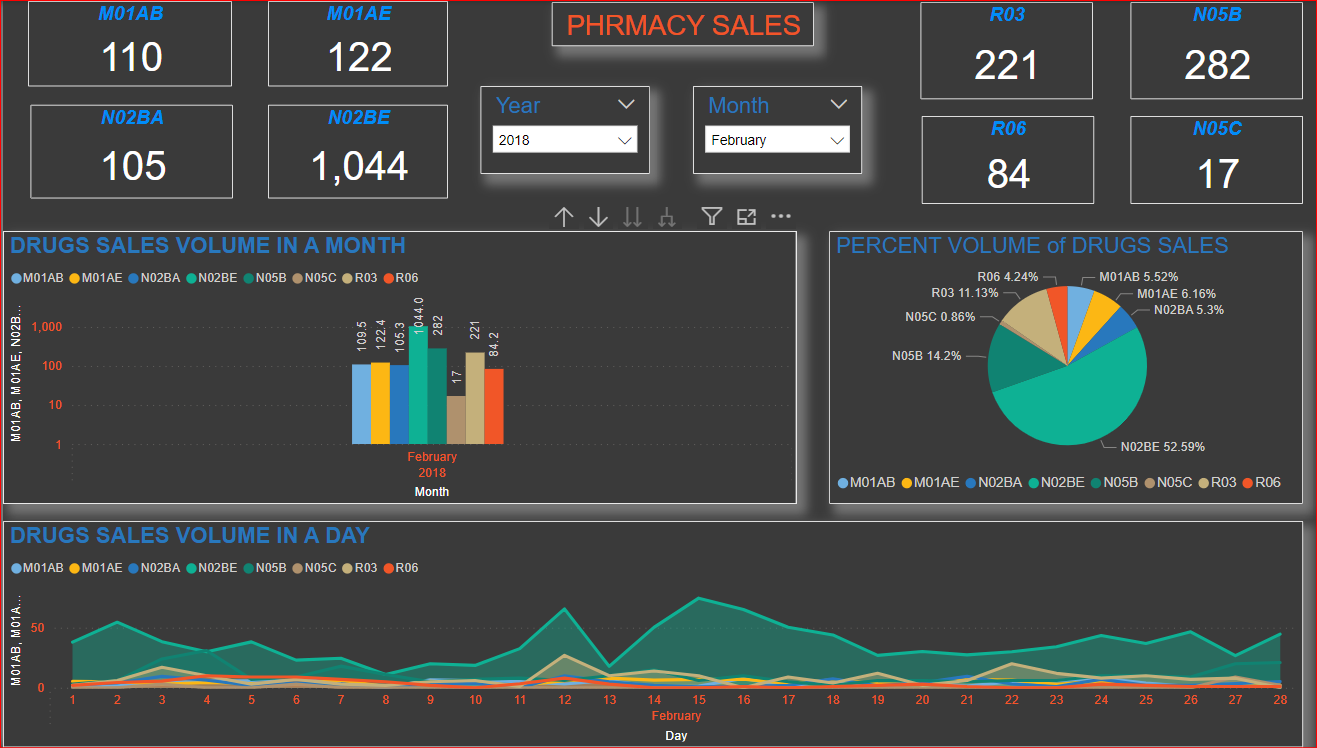 M01AB
110
M01AE
122
PHRMACY SALES
R03
221
N05B
282
Year
2018
Month
February
N02BA
105
N02BE
1,044
R06
84
N05C
17
DRUGS SALES VOLUME IN A MONTH
M01AB M01AE N02BA N02BE N05B N05C R03 R06
M01AB, M01AE, N02B...
1,000
100
10
1
109.5
122.4
105.3
1044.0
282
17
221
84.2
February
2018
Month
PERCENT VOLUME of DRUGS SALES
R06 4.24%
M01AB 5.52%
R03 11.13%
M01AE 6.16%
N02BA 5.3%
N05C 0.86%
N05B 14.2%
N02BE 52.59%
M01AB M01AE N02BA N02BE N05B N05C R03 R06
DRUGS SALES VOLUME IN A DAY
M01AB M01AE N02BA N02BE N05B N05C R03 R06
M01AB, M01A...
50
0
1 2 3 4 5 6 7 8 9 10 11 12 13 14 15 16 17 18 19 20 21 22 23 24 25 26 27 28
February
Day